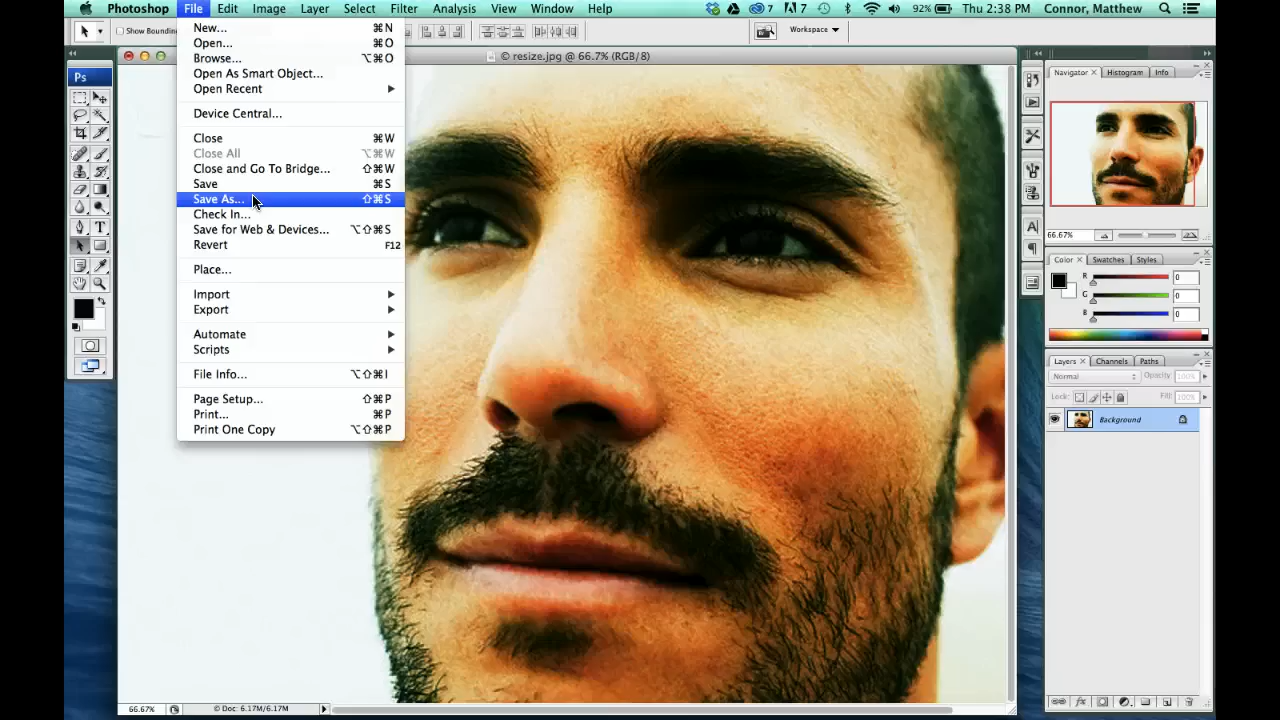 Photoshop File Edit Image Layer Select Filter Analysis View Window Help 7 7 92% Thu 2:38 PM Connor, Matthew
Show Bounding
Workspace
© resize.jpg @ 66.7% (RGB/8)
Ps
New... ⌘N
Open... ⌘O
Browse... ⌥⌘O
Open As Smart Object...
Open Recent
Device Central...
Close ⌘W
Close All ⌥⌘W
Close and Go To Bridge... ⇧⌘W
Save ⌘S
Save As... ⇧⌘S
Check In...
Save for Web & Devices... ⌥⇧⌘S
Revert F12
Place...
Import
Export
Automate
Scripts
File Info... ⌥⇧⌘I
Page Setup... ⇧⌘P
Print... ⌘P
Print One Copy ⌥⇧⌘P
Navigator × Histogram Info
66.67%
Color × Swatches Styles
R 0
G 0
B 0
Layers × Channels Paths
Normal Opacity: 100%
Lock: Fill: 100%
Background
66.67% © Doc: 6.17M/6.17M